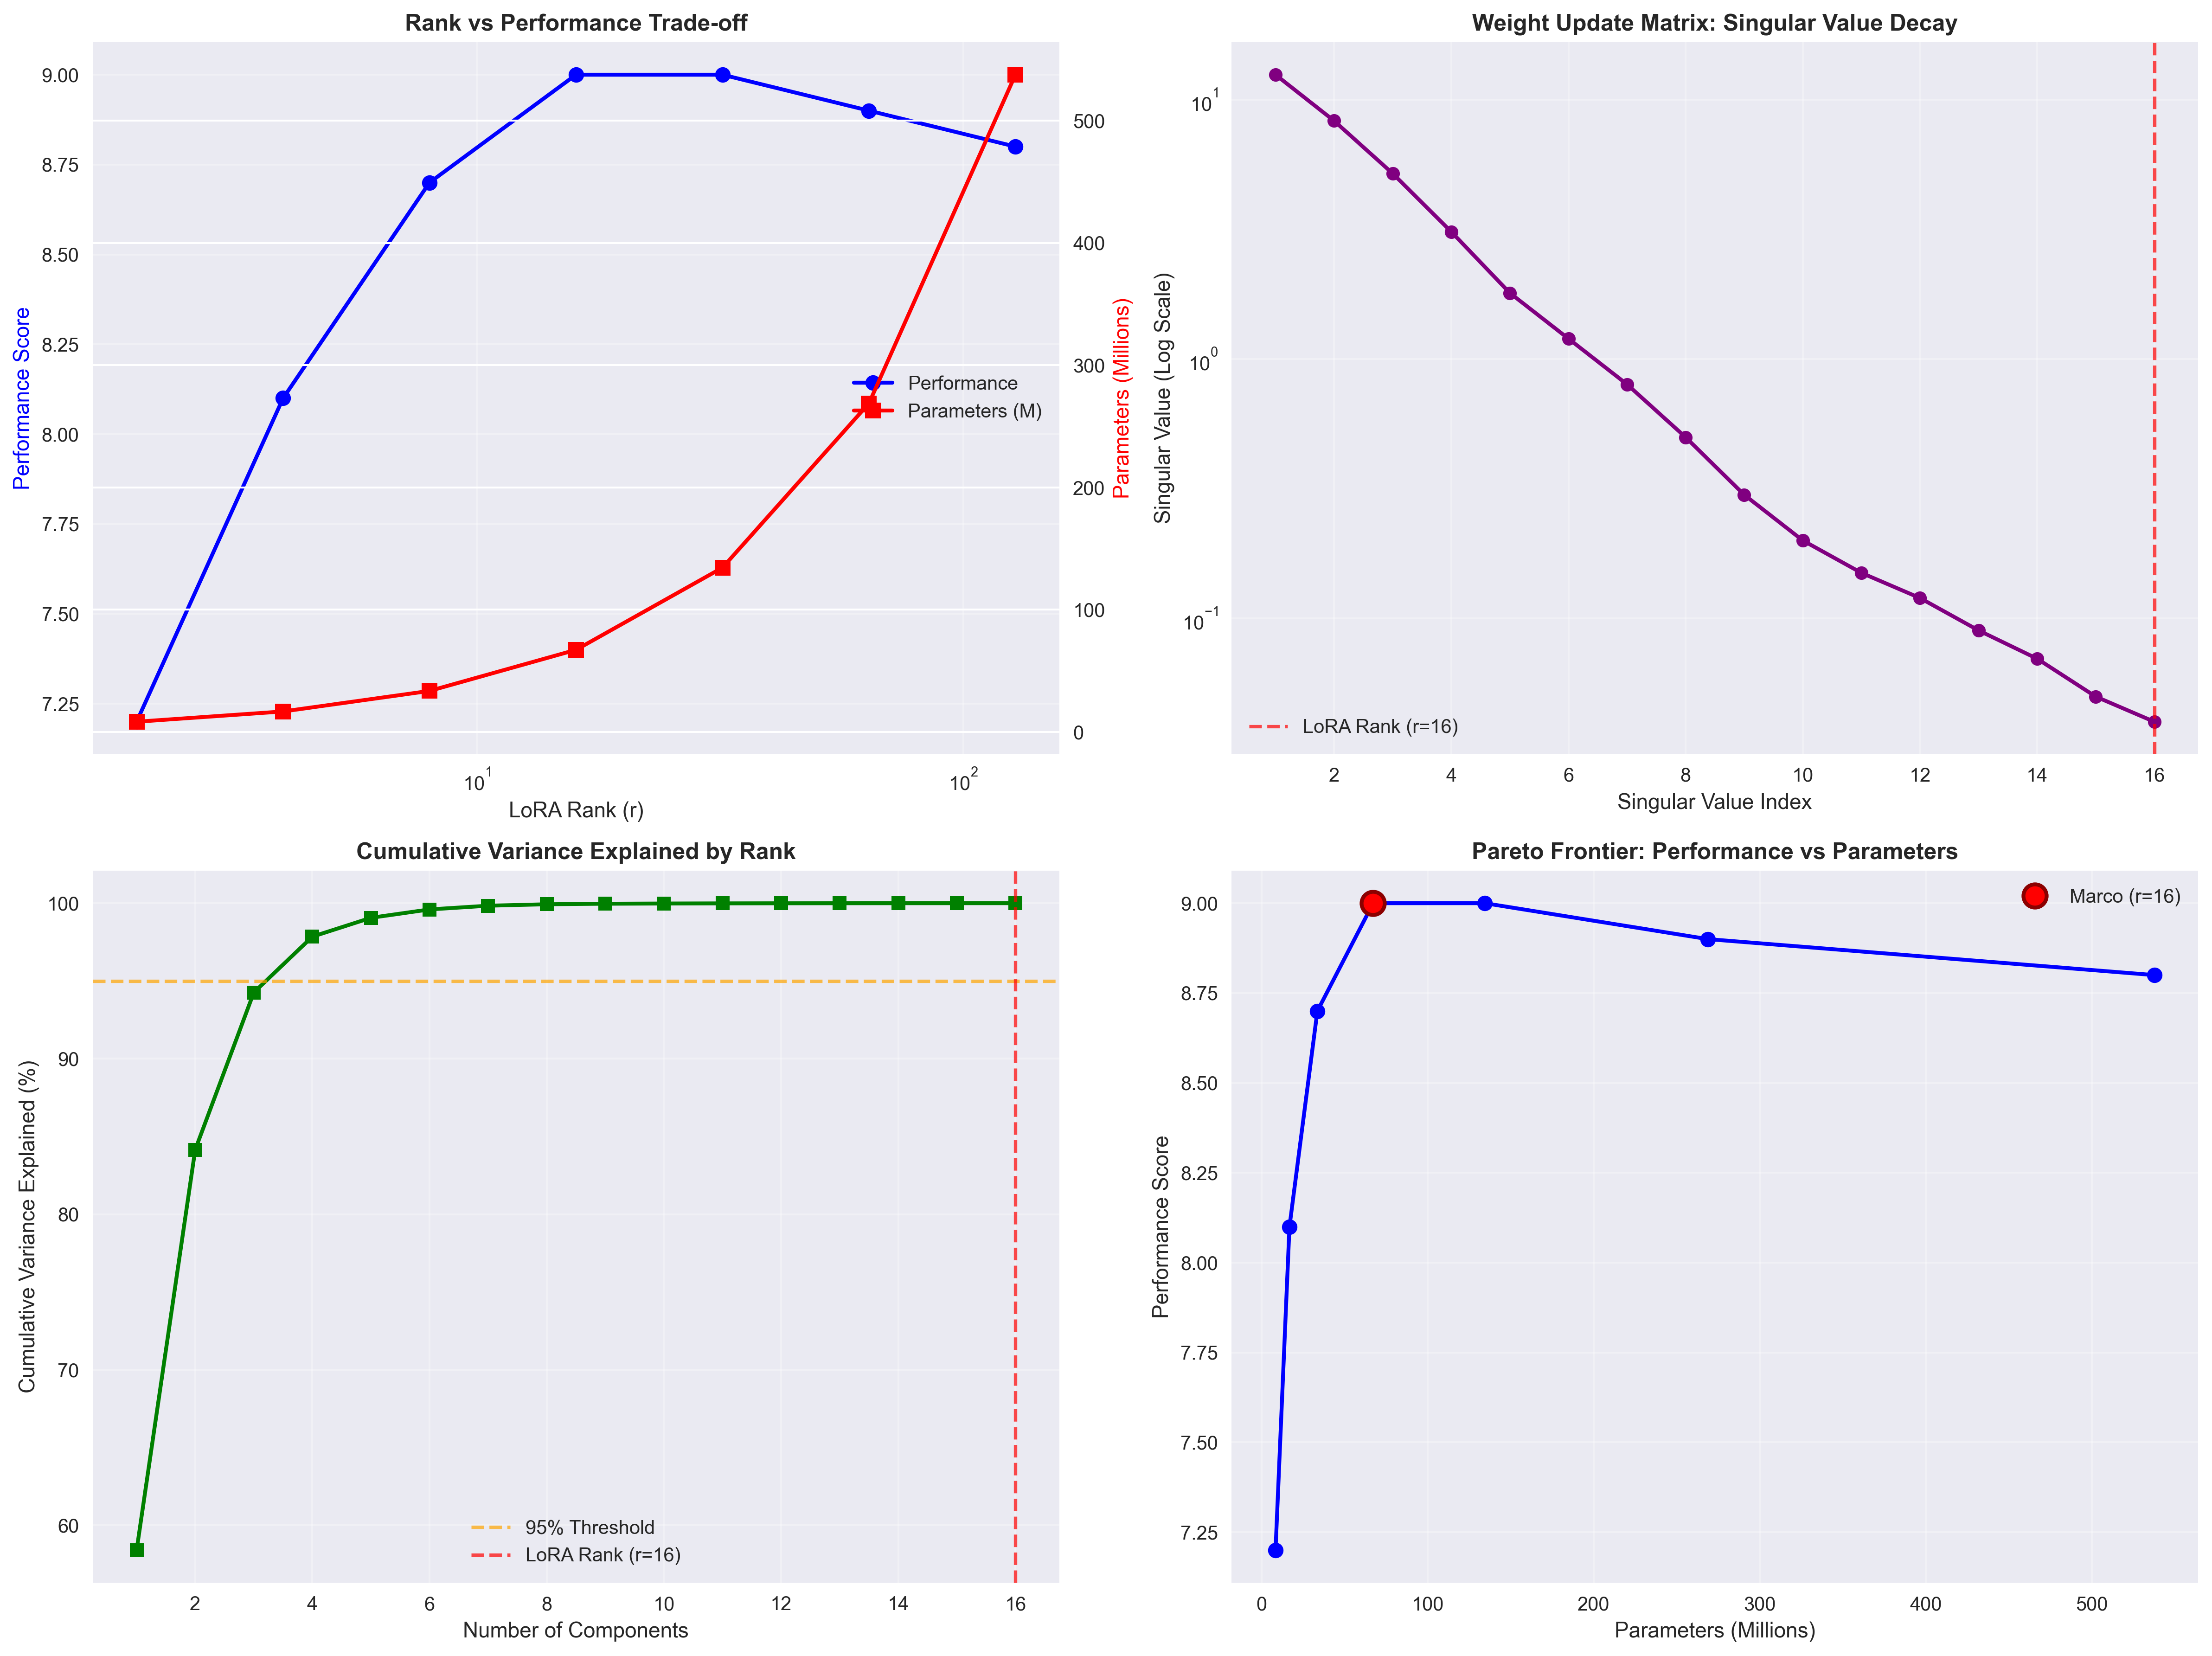 Rank vs Performance Trade-off
9.00
8.75
8.50
8.25
8.00
7.75
7.50
7.25
Performance Score
500
400
300
200
100
0
Parameters (Millions)
Performance
Parameters (M)
10^1
10^2
LoRA Rank (r)
Weight Update Matrix: Singular Value Decay
10^1
10^0
10^−1
Singular Value (Log Scale)
LoRA Rank (r=16)
2 4 6 8 10 12 14 16
Singular Value Index
Cumulative Variance Explained by Rank
100
90
80
70
60
Cumulative Variance Explained (%)
95% Threshold
LoRA Rank (r=16)
2 4 6 8 10 12 14 16
Number of Components
Pareto Frontier: Performance vs Parameters
9.00
8.75
8.50
8.25
8.00
7.75
7.50
7.25
Performance Score
Marco (r=16)
0 100 200 300 400 500
Parameters (Millions)